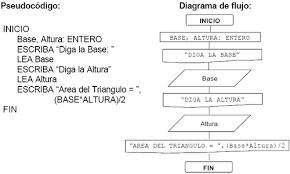 Pseudocódigo:
INICIO
Base, Altura: ENTERO
ESCRIBA “Diga la Base: ”
LEA Base
ESCRIBA “Diga la Altura”
LEA Altura
ESCRIBA “Area del Triangulo = ”,
(BASE*ALTURA)/2
FIN
Diagrama de flujo:
INICIO
BASE, ALTURA: ENTERO
"DIGA LA BASE"
Base
"DIGA LA ALTURA"
Altura
"AREA DEL TRIANGULO = ",(Base*Altura)/2
FIN